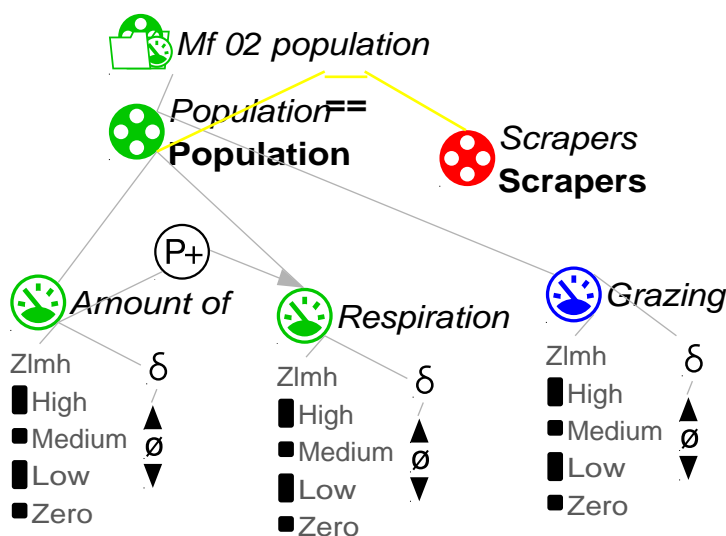 Mf 02 population
Population ==
Population
Scrapers
Scrapers
P+
Amount of
Respiration
Grazing
Zlmh
δ
High
Medium
ø
Low
Zero
Zlmh
δ
High
Medium
ø
Low
Zero
Zlmh
δ
High
Medium
ø
Low
Zero